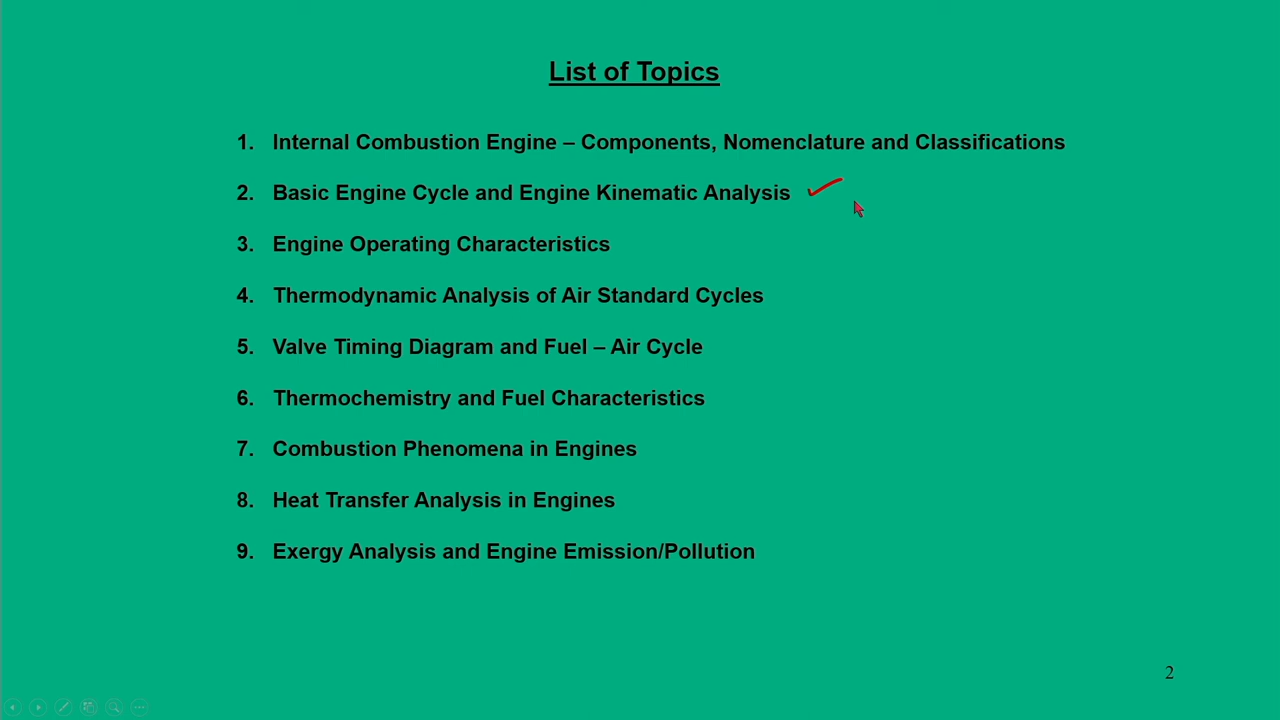 List of Topics
1. Internal Combustion Engine – Components, Nomenclature and Classifications
2. Basic Engine Cycle and Engine Kinematic Analysis
3. Engine Operating Characteristics
4. Thermodynamic Analysis of Air Standard Cycles
5. Valve Timing Diagram and Fuel – Air Cycle
6. Thermochemistry and Fuel Characteristics
7. Combustion Phenomena in Engines
8. Heat Transfer Analysis in Engines
9. Exergy Analysis and Engine Emission/Pollution
2